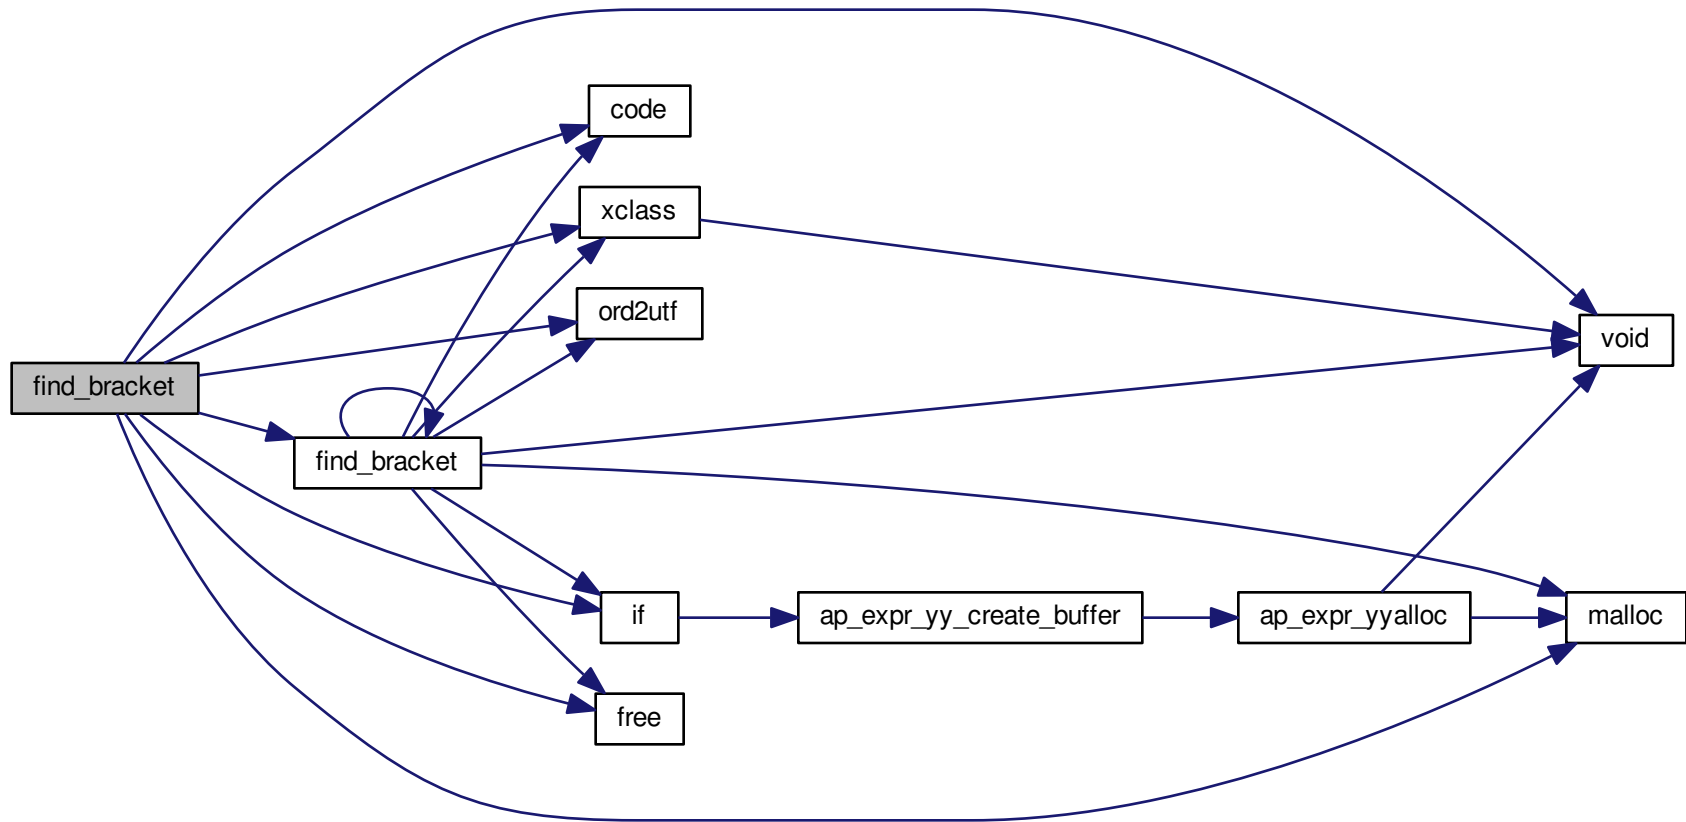 code
xclass
ord2utf
void
find_bracket
find_bracket
if
ap_expr_yy_create_buffer
ap_expr_yyalloc
malloc
free